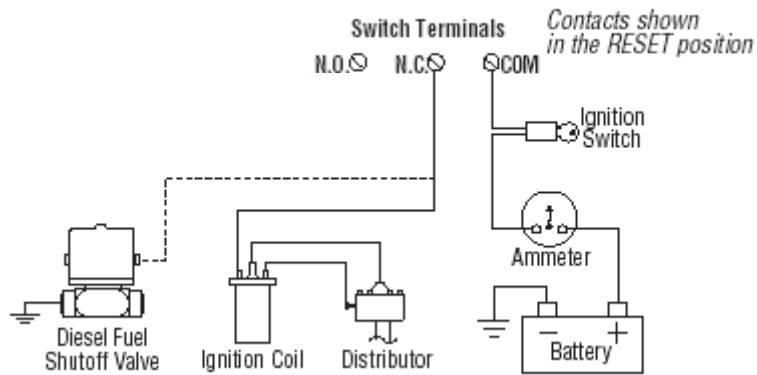 Switch Terminals
Contacts shown
in the RESET position
N.O.
N.C.
COM
Ignition
Switch
Ammeter
Diesel Fuel
Shutoff Valve
Ignition Coil
Distributor
− +
Battery